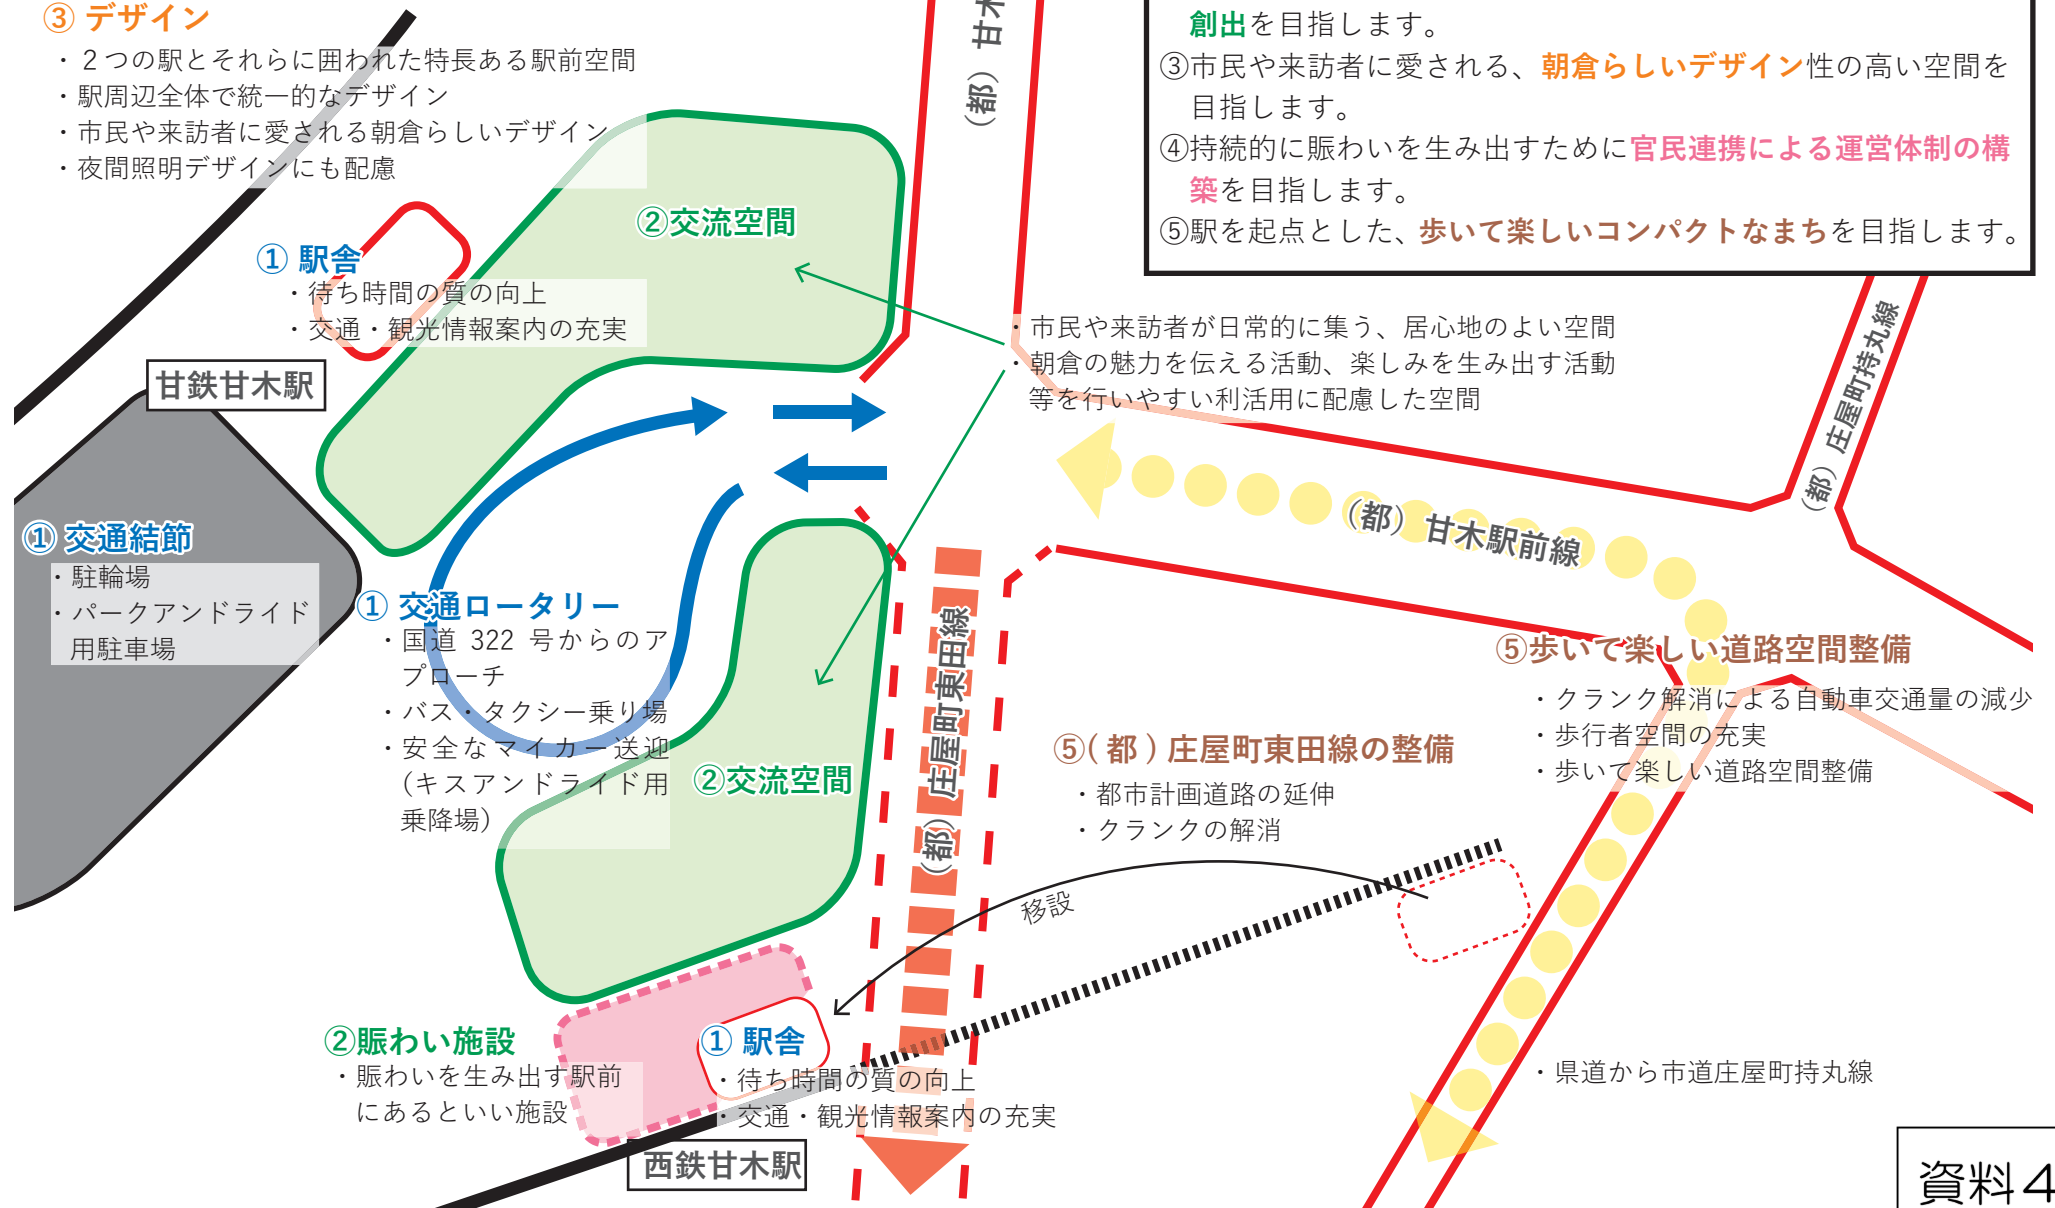 ③ デザイン
・２つの駅とそれらに囲われた特長ある駅前空間
・駅周辺全体で統一的なデザイン
・市民や来訪者に愛される朝倉らしいデザイン
・夜間照明デザインにも配慮
（都）甘木
創出を目指します。
③市民や来訪者に愛される、朝倉らしいデザイン性の高い空間を
目指します。
④持続的に賑わいを生み出すために官民連携による運営体制の構
築を目指します。
⑤駅を起点とした、歩いて楽しいコンパクトなまちを目指します。
②交流空間
① 駅舎
・待ち時間の質の向上
・交通・観光情報案内の充実
甘鉄甘木駅
・市民や来訪者が日常的に集う、居心地のよい空間
・朝倉の魅力を伝える活動、楽しみを生み出す活動
等を行いやすい利活用に配慮した空間
（都）庄屋町持丸線
（都）甘木駅前線
① 交通結節
・駐輪場
・パークアンドライド
用駐車場
① 交通ロータリー
・国道 322 号からのア
プローチ
・バス・タクシー乗り場
・安全なマイカー送迎
（キスアンドライド用
乗降場）
②交流空間
（都）庄屋町東田線
⑤( 都 ) 庄屋町東田線の整備
・都市計画道路の延伸
・クランクの解消
⑤歩いて楽しい道路空間整備
・クランク解消による自動車交通量の減少
・歩行者空間の充実
・歩いて楽しい道路空間整備
移設
②賑わい施設
・賑わいを生み出す駅前
にあるといい施設
① 駅舎
・待ち時間の質の向上
・交通・観光情報案内の充実
西鉄甘木駅
・県道から市道庄屋町持丸線
資料４